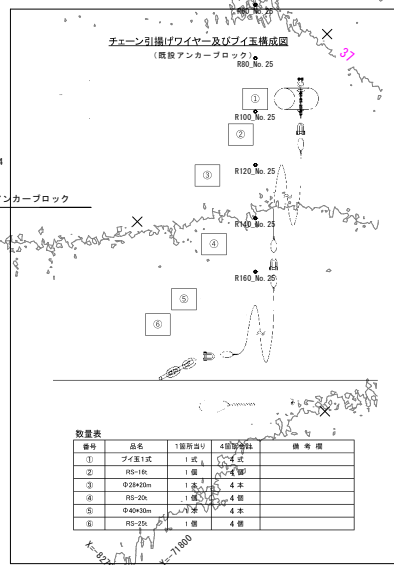 R60_No.25
チェーン引揚げワイヤー及びブイ玉構成図
(既設アンカーブロック)
37
R80_No.25
①
R100_No.25
②
R120_No.25
③
アンカーブロック
R140_No.25
④
R160_No.25
⑤
⑥
数量表
番号 品名 1箇所当り 4箇所合計 備考欄
① ブイ玉1式 1 式 4 式
② RS-16t 1 個 4 個
③ Φ28*20m 1 本 4 本
④ RS-20t 1 個 4 個
⑤ Φ40*30m 1 本 4 本
⑥ RS-25t 1 個 4 個
Y=-71800